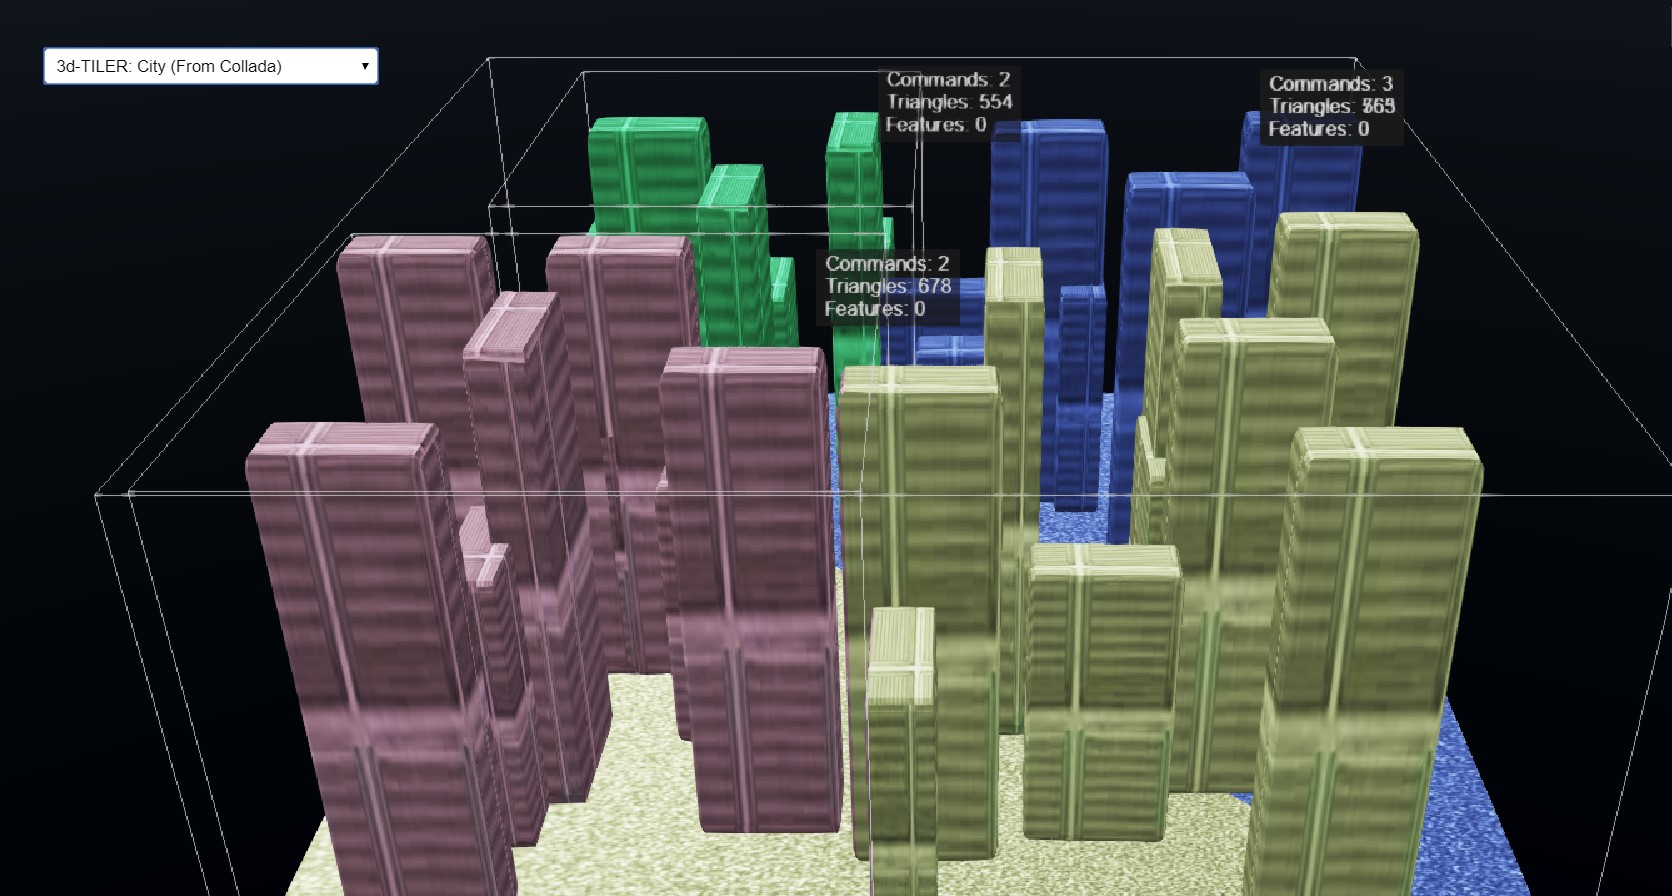 3d-TILER: City (From Collada)
Commands: 2
Triangles: 554
Features: 0
Commands: 3
Triangles:
Features: 0
Commands: 2
Triangles: 678
Features: 0